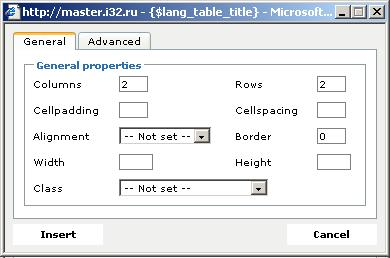 http://master.i32.ru - {$lang_table_title} - Microsoft...
General Advanced
General properties
Columns 2 Rows 2
Cellpadding Cellspacing
Alignment -- Not set -- Border 0
Width Height
Class -- Not set --
Insert Cancel